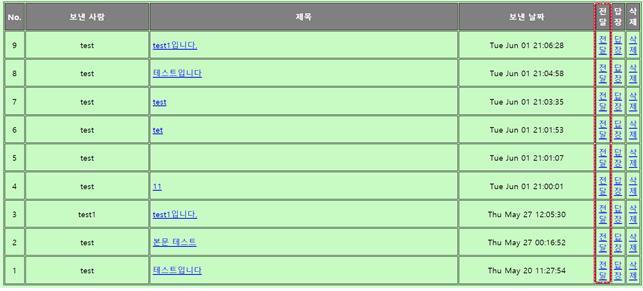 No. 보낸 사람 제목 보낸 날짜 전달 답장 삭제
9 test test1입니다. Tue Jun 01 21:06:28 전달 답장 삭제
8 test 테스트입니다 Tue Jun 01 21:04:58 전달 답장 삭제
7 test test Tue Jun 01 21:03:35 전달 답장 삭제
6 test tet Tue Jun 01 21:01:53 전달 답장 삭제
5 test Tue Jun 01 21:01:07 전달 답장 삭제
4 test 11 Tue Jun 01 21:00:01 전달 답장 삭제
3 test1 test1입니다. Thu May 27 12:05:30 전달 답장 삭제
2 test 본문 테스트 Thu May 27 00:16:52 전달 답장 삭제
1 test 테스트입니다 Thu May 20 11:27:54 전달 답장 삭제